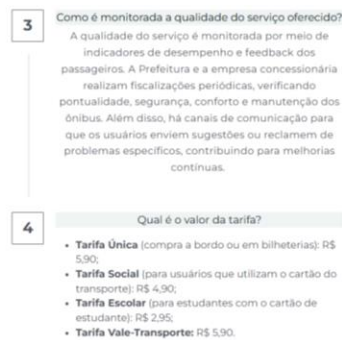 3
Como é monitorada a qualidade do serviço oferecido?
A qualidade do serviço é monitorada por meio de
indicadores de desempenho e feedback dos
passageiros. A Prefeitura e a empresa concessionária
realizam fiscalizações periódicas, verificando
pontualidade, segurança, conforto e manutenção dos
ônibus. Além disso, há canais de comunicação para
que os usuários enviem sugestões ou reclamem de
problemas específicos, contribuindo para melhorias
contínuas.
4
Qual é o valor da tarifa?
• Tarifa Única (compra a bordo ou em bilheterias): R$
5,90;
• Tarifa Social (para usuários que utilizam o cartão do
transporte): R$ 4,90;
• Tarifa Escolar (para estudantes com o cartão de
estudante): R$ 2,95;
• Tarifa Vale-Transporte: R$ 5,90.